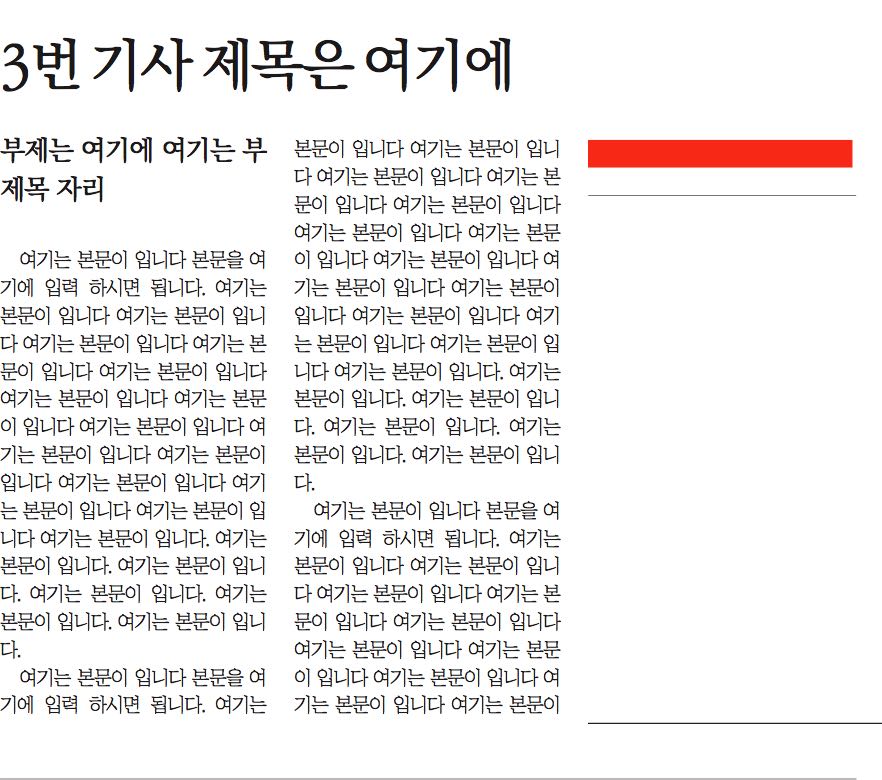 3번 기사 제목은 여기에
부제는 여기에 여기는 부
제목 자리
여기는 본문이 입니다 본문을 여
기에 입력 하시면 됩니다. 여기는
본문이 입니다 여기는 본문이 입니
다 여기는 본문이 입니다 여기는 본
문이 입니다 여기는 본문이 입니다
여기는 본문이 입니다 여기는 본문
이 입니다 여기는 본문이 입니다 여
기는 본문이 입니다 여기는 본문이
입니다 여기는 본문이 입니다 여기
는 본문이 입니다 여기는 본문이 입
니다 여기는 본문이 입니다. 여기는
본문이 입니다. 여기는 본문이 입니
다. 여기는 본문이 입니다. 여기는
본문이 입니다. 여기는 본문이 입니
다.
여기는 본문이 입니다 본문을 여
기에 입력 하시면 됩니다. 여기는
본문이 입니다 여기는 본문이 입니
다 여기는 본문이 입니다 여기는 본
문이 입니다 여기는 본문이 입니다
여기는 본문이 입니다 여기는 본문
이 입니다 여기는 본문이 입니다 여
기는 본문이 입니다 여기는 본문이
입니다 여기는 본문이 입니다 여기
는 본문이 입니다 여기는 본문이 입
니다 여기는 본문이 입니다. 여기는
본문이 입니다. 여기는 본문이 입니
다. 여기는 본문이 입니다. 여기는
본문이 입니다. 여기는 본문이 입니
다.
여기는 본문이 입니다 본문을 여
기에 입력 하시면 됩니다. 여기는
본문이 입니다 여기는 본문이 입니
다 여기는 본문이 입니다 여기는 본
문이 입니다 여기는 본문이 입니다
여기는 본문이 입니다 여기는 본문
이 입니다 여기는 본문이 입니다 여
기는 본문이 입니다 여기는 본문이